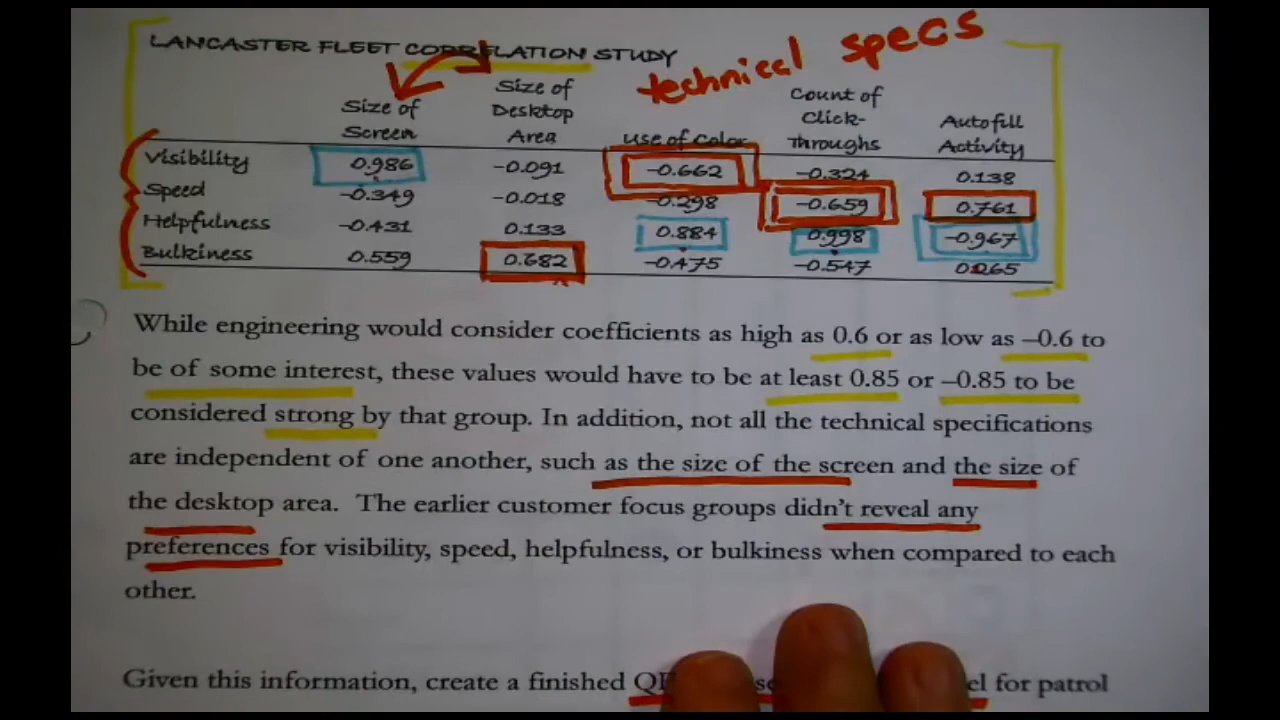 LANCASTER FLEET CORRELATION STUDY
technical specs
Size of Screen Size of Desktop Area Use of Color Count of Click-Throughs Autofill Activity
Visibility 0.986 -0.091 -0.662 -0.324 0.138
Speed -0.349 -0.018 -0.298 -0.659 0.761
Helpfulness -0.431 0.133 0.884 0.998 -0.967
Bulkiness 0.559 0.682 -0.475 -0.547 0.265
While engineering would consider coefficients as high as 0.6 or as low as –0.6 to
be of some interest, these values would have to be at least 0.85 or –0.85 to be
considered strong by that group. In addition, not all the technical specifications
are independent of one another, such as the size of the screen and the size of
the desktop area. The earlier customer focus groups didn't reveal any
preferences for visibility, speed, helpfulness, or bulkiness when compared to each
other.
Given this information, create a finished for patrol